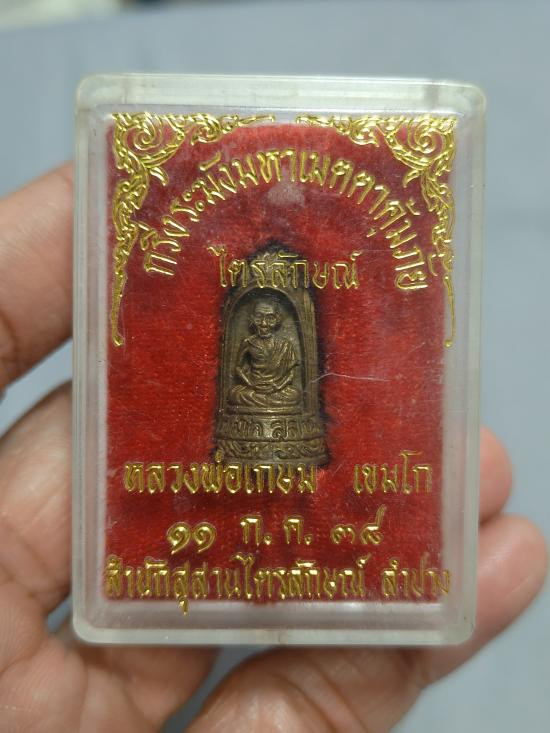 กริ่งระฆังมหาเมตตาคุ้มภัย
ไตรลักษณ์
หลวงพ่อเกษม เขมโก
๑๑ ก.ค. ๓๘
สำนักสุสานไตรลักษณ์ ลำปาง